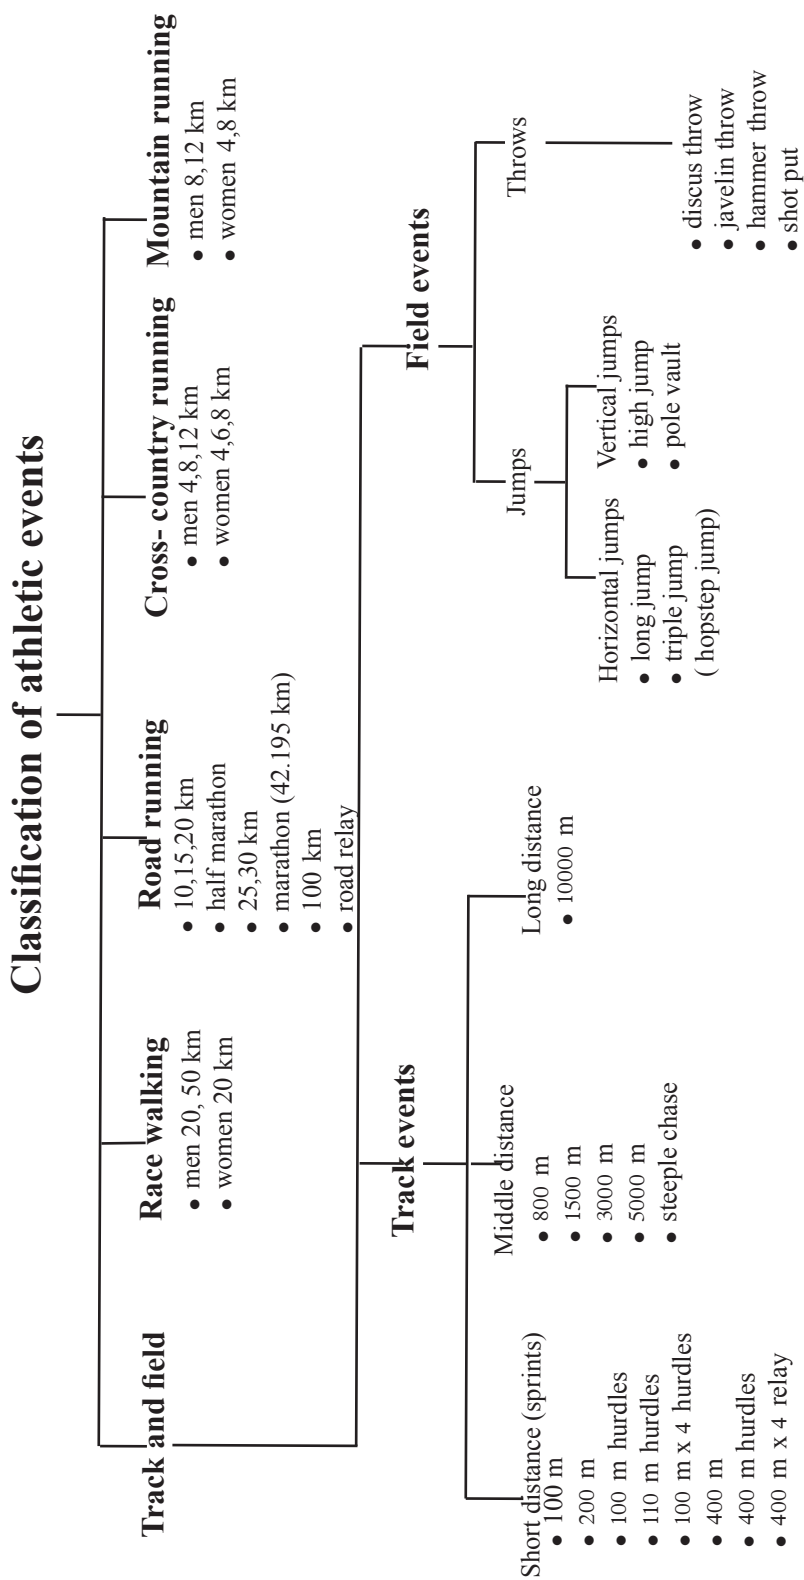 Classification of athletic events
Track and field
Race walking
• men 20, 50 km
• women 20 km
Road running
• 10,15,20 km
• half marathon
• 25,30 km
• marathon (42.195 km)
• 100 km
• road relay
Cross- country running
• men 4,8,12 km
• women 4,6,8 km
Mountain running
• men 8,12 km
• women 4,8 km
Track events
Short distance (sprints)
• 100 m
• 200 m
• 100 m hurdles
• 110 m hurdles
• 100 m x 4 hurdles
• 400 m
• 400 m hurdles
• 400 m x 4 relay
Middle distance
• 800 m
• 1500 m
• 3000 m
• 5000 m
• steeple chase
Long distance
• 10000 m
Field events
Jumps
Horizontal jumps
• long jump
• triple jump
( hopstep jump)
Vertical jumps
• high jump
• pole vault
Throws
• discus throw
• javelin throw
• hammer throw
• shot put